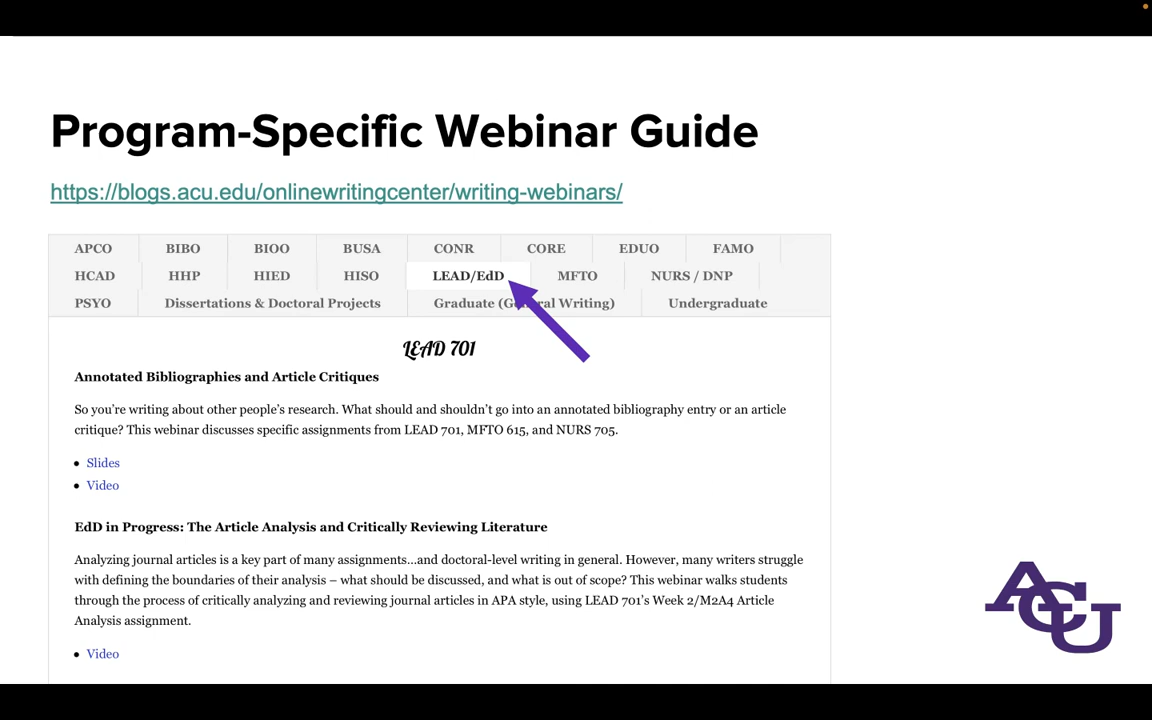 Program-Specific Webinar Guide
https://blogs.acu.edu/onlinewritingcenter/writing-webinars/
APCO BIBO BIOO BUSA CONR CORE EDUO FAMO
HCAD HHP HIED HISO LEAD/EdD MFTO NURS / DNP
PSYO Dissertations & Doctoral Projects Graduate (General Writing) Undergraduate
LEAD 701
Annotated Bibliographies and Article Critiques
So you’re writing about other people’s research. What should and shouldn’t go into an annotated bibliography entry or an article
critique? This webinar discusses specific assignments from LEAD 701, MFTO 615, and NURS 705.
• Slides
• Video
EdD in Progress: The Article Analysis and Critically Reviewing Literature
Analyzing journal articles is a key part of many assignments...and doctoral-level writing in general. However, many writers struggle
with defining the boundaries of their analysis – what should be discussed, and what is out of scope? This webinar walks students
through the process of critically analyzing and reviewing journal articles in APA style, using LEAD 701’s Week 2/M2A4 Article
Analysis assignment.
• Video
ACU